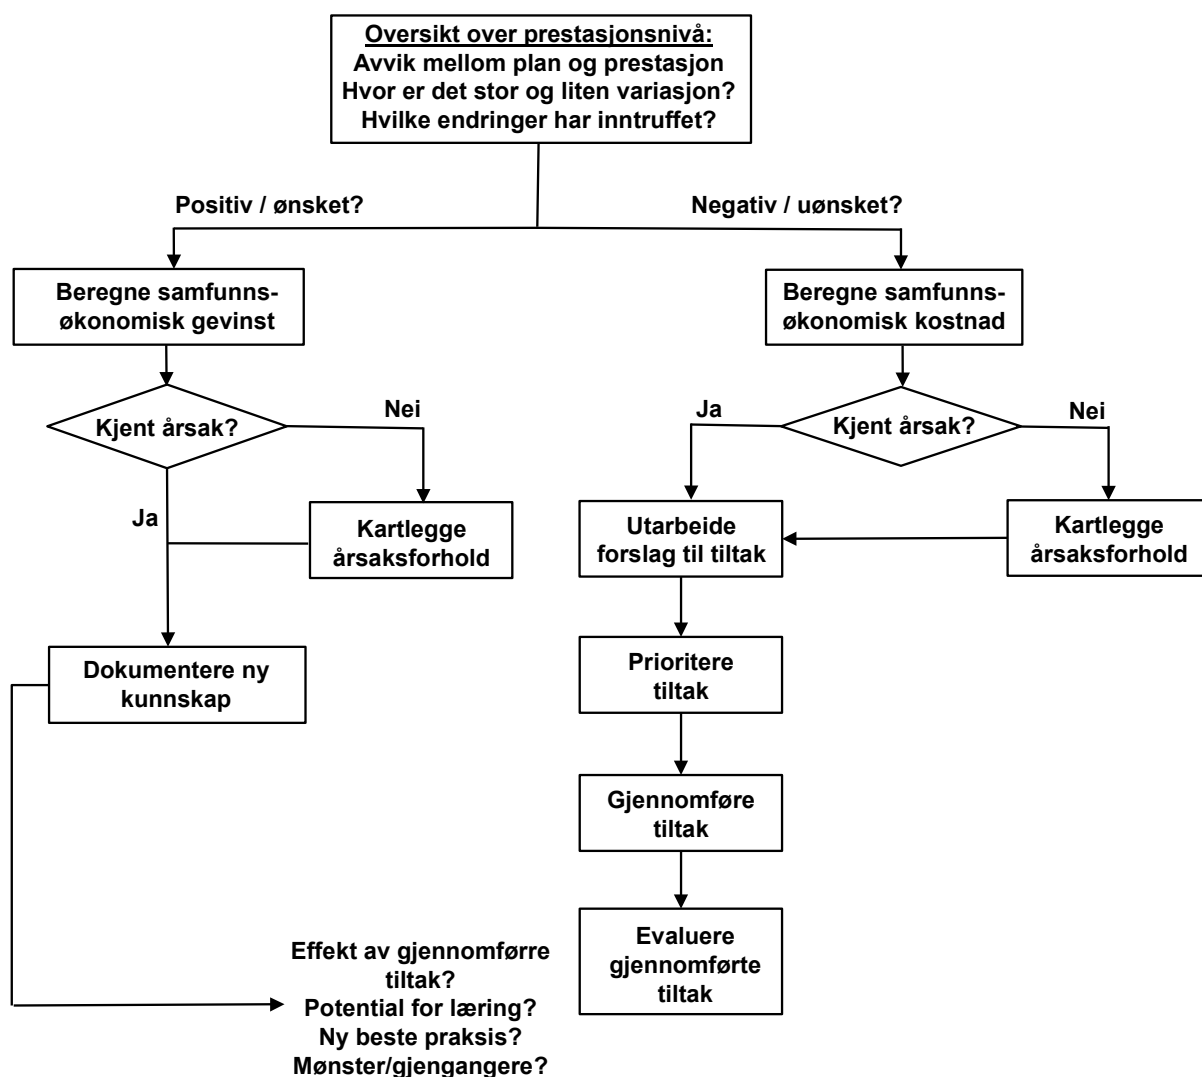 Oversikt over prestasjonsnivå:
Avvik mellom plan og prestasjon
Hvor er det stor og liten variasjon?
Hvilke endringer har inntruffet?
Positiv / ønsket?
Negativ / uønsket?
Beregne samfunns-
økonomisk gevinst
Beregne samfunns-
økonomisk kostnad
Kjent årsak?
Nei
Ja
Kjent årsak?
Nei
Ja
Kartlegge
årsaksforhold
Utarbeide
forslag til tiltak
Kartlegge
årsaksforhold
Dokumentere ny
kunnskap
Prioritere
tiltak
Gjennomføre
tiltak
Evaluere
gjennomførte
tiltak
Effekt av gjennomførre
tiltak?
Potential for læring?
Ny beste praksis?
Mønster/gjengangere?